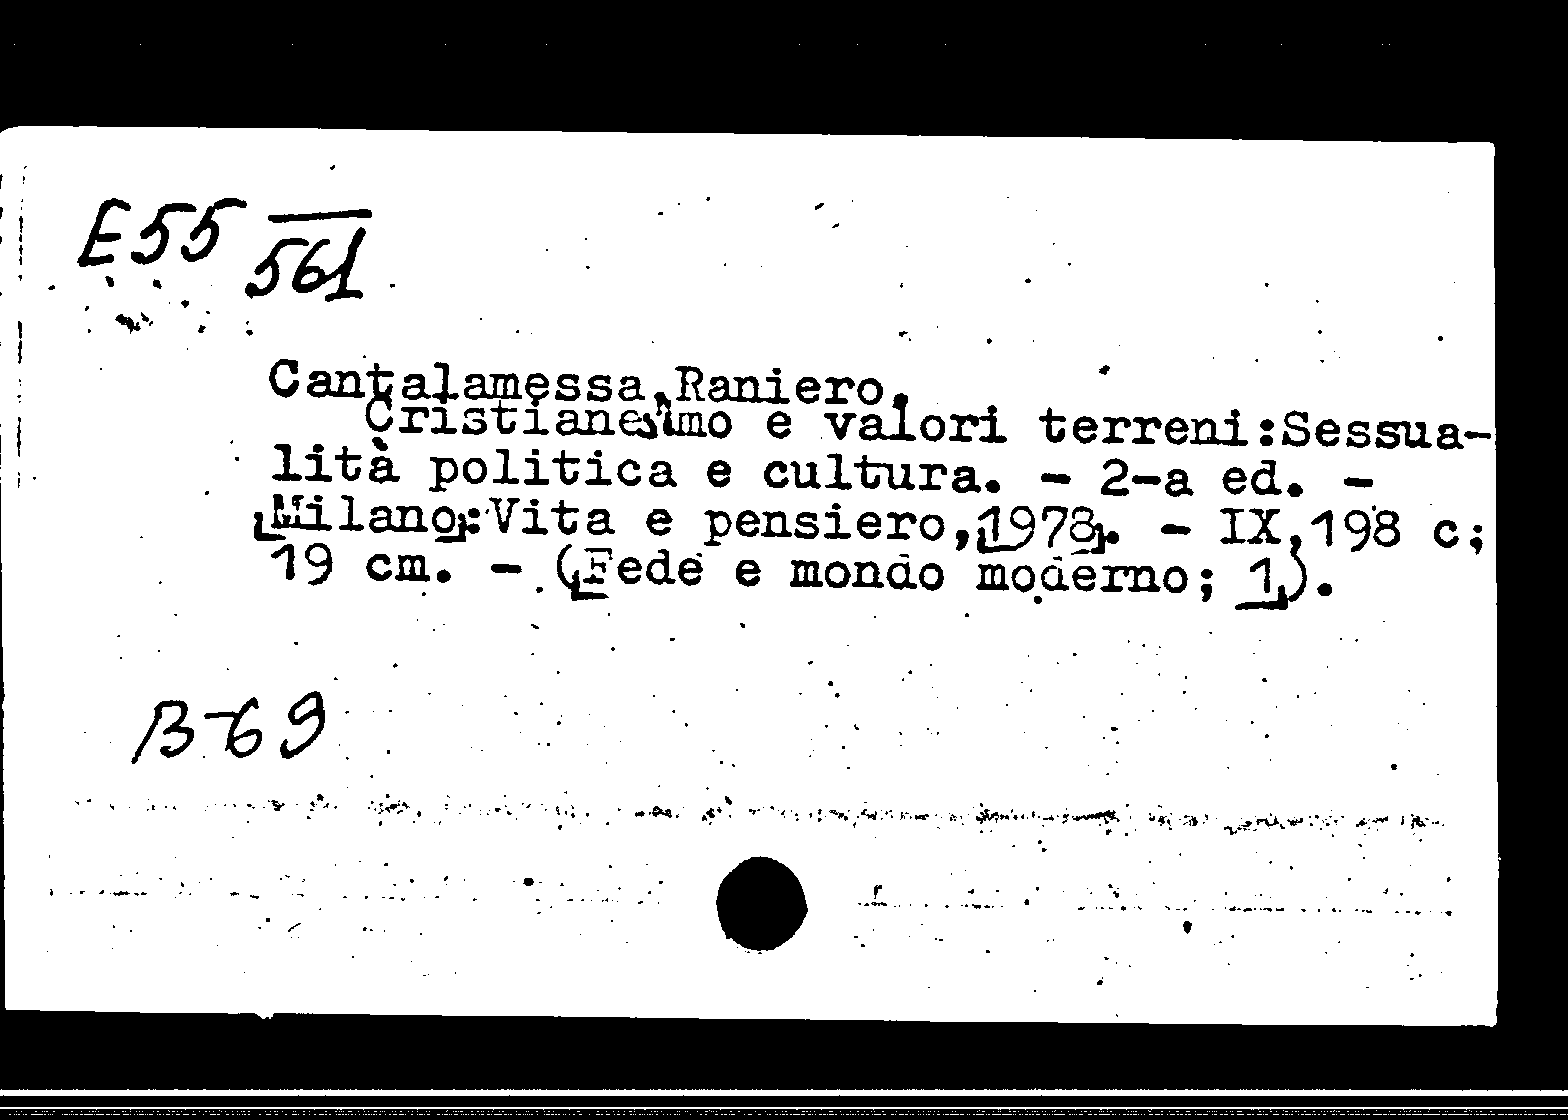 E55 561
Cantalamessa, Raniero.
Cristianesimo e valori terreni:Sessua-
lità politica e cultura. - 2-a ed. -
[Milano]:Vita e pensiero,[1978]. - IX,198 c;
19 cm. - ([Fede e mondo moderno; 1]).
B-69